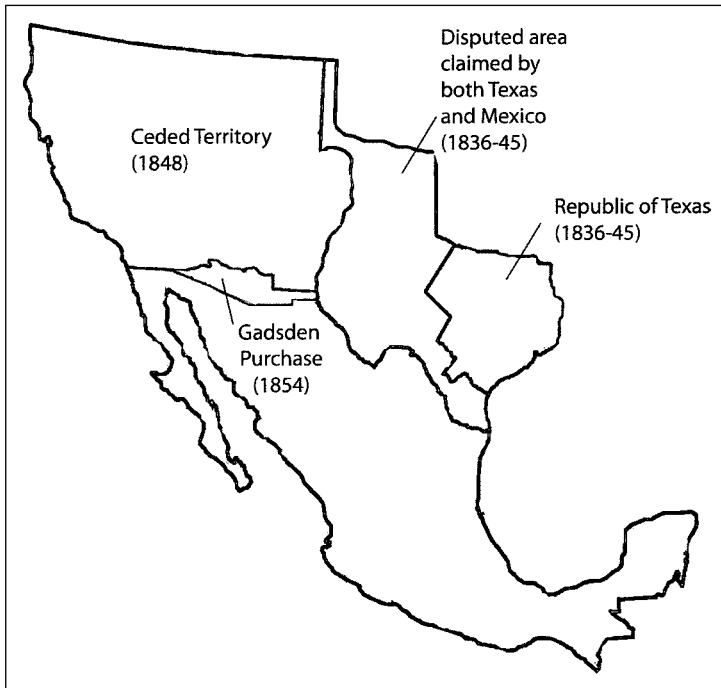 Disputed area
claimed by
both Texas
and Mexico
(1836-45)
Ceded Territory
(1848)
Republic of Texas
(1836-45)
Gadsden
Purchase
(1854)